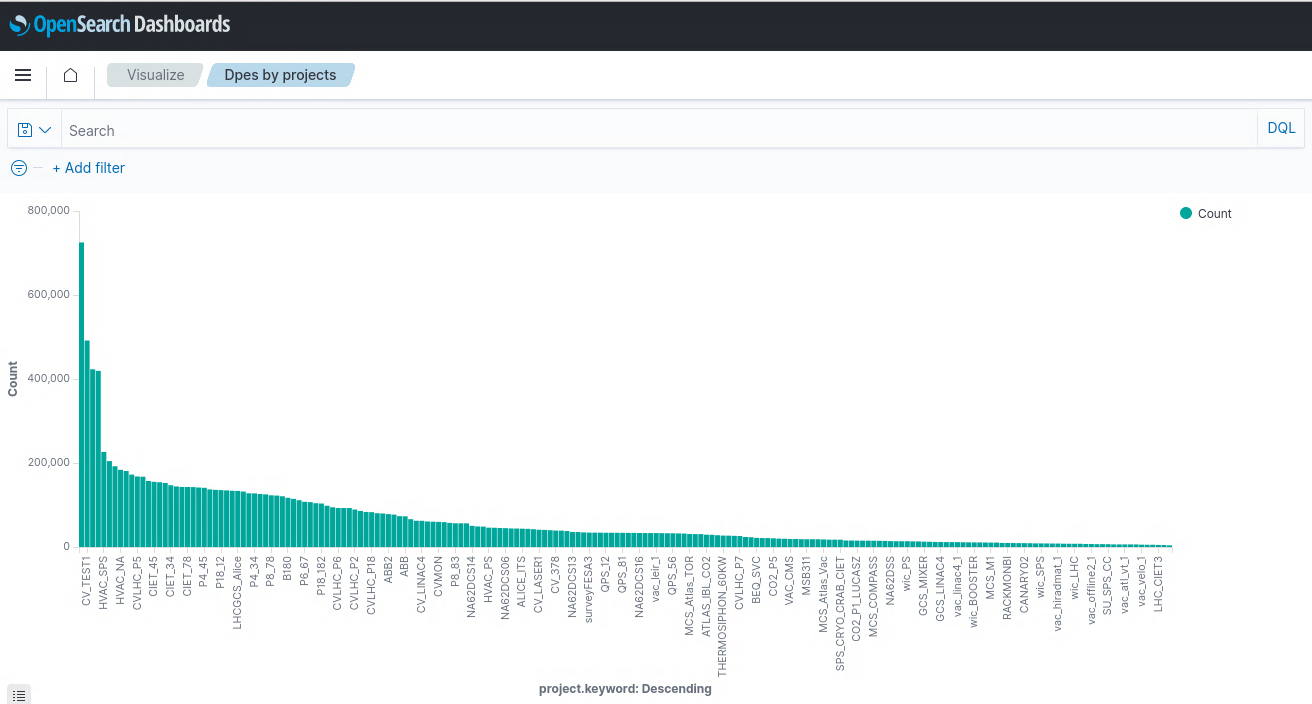 OpenSearch Dashboards
Visualize
Dpes by projects
Search
DQL
+ Add filter
800,000
600,000
400,000
200,000
0
Count
Count
CV_TEST1
HVAC_SPS
HVAC_NA
CVLHC_P5
CIET_45
CIET_34
CIET_78
P4_45
P18_12
LHCGCS_Alice
P4_34
P8_78
B180
P6_67
P18_182
CVLHC_P6
CVLHC_P2
CVLHC_P18
ABB2
ABB
CV_LINAC4
CVMON
P8_83
NA62DCS14
HVAC_PS
NA62DCS06
ALICE_ITS
CV_LASER1
CV_378
NA62DCS13
surveyFESA3
QPS_12
QPS_81
NA62DCS16
vac_leir_1
QPS_56
MCS_Atlas_TOR
ATLAS_IBL_CO2
THERMOSIPHON_60KW
CVLHC_P7
BEQ_SVC
CO2_P5
VAC_CMS
MSB311
MCS_Atlas_Vac
SPS_CRYO_CRAB_CIET
CO2_P1_LUCASZ
MCS_COMPASS
NA62DSS
wic_PS
GCS_MIXER
GCS_LINAC4
vac_linac4_1
wic_BOOSTER
MCS_M1
RACKMONBI
CANARY02
wic_SPS
vac_hiradmat_1
wic_LHC
vac_offline2_1
SU_SPS_CC
vac_atl_vt_1
vac_velo_1
LHC_CIET3
project.keyword: Descending